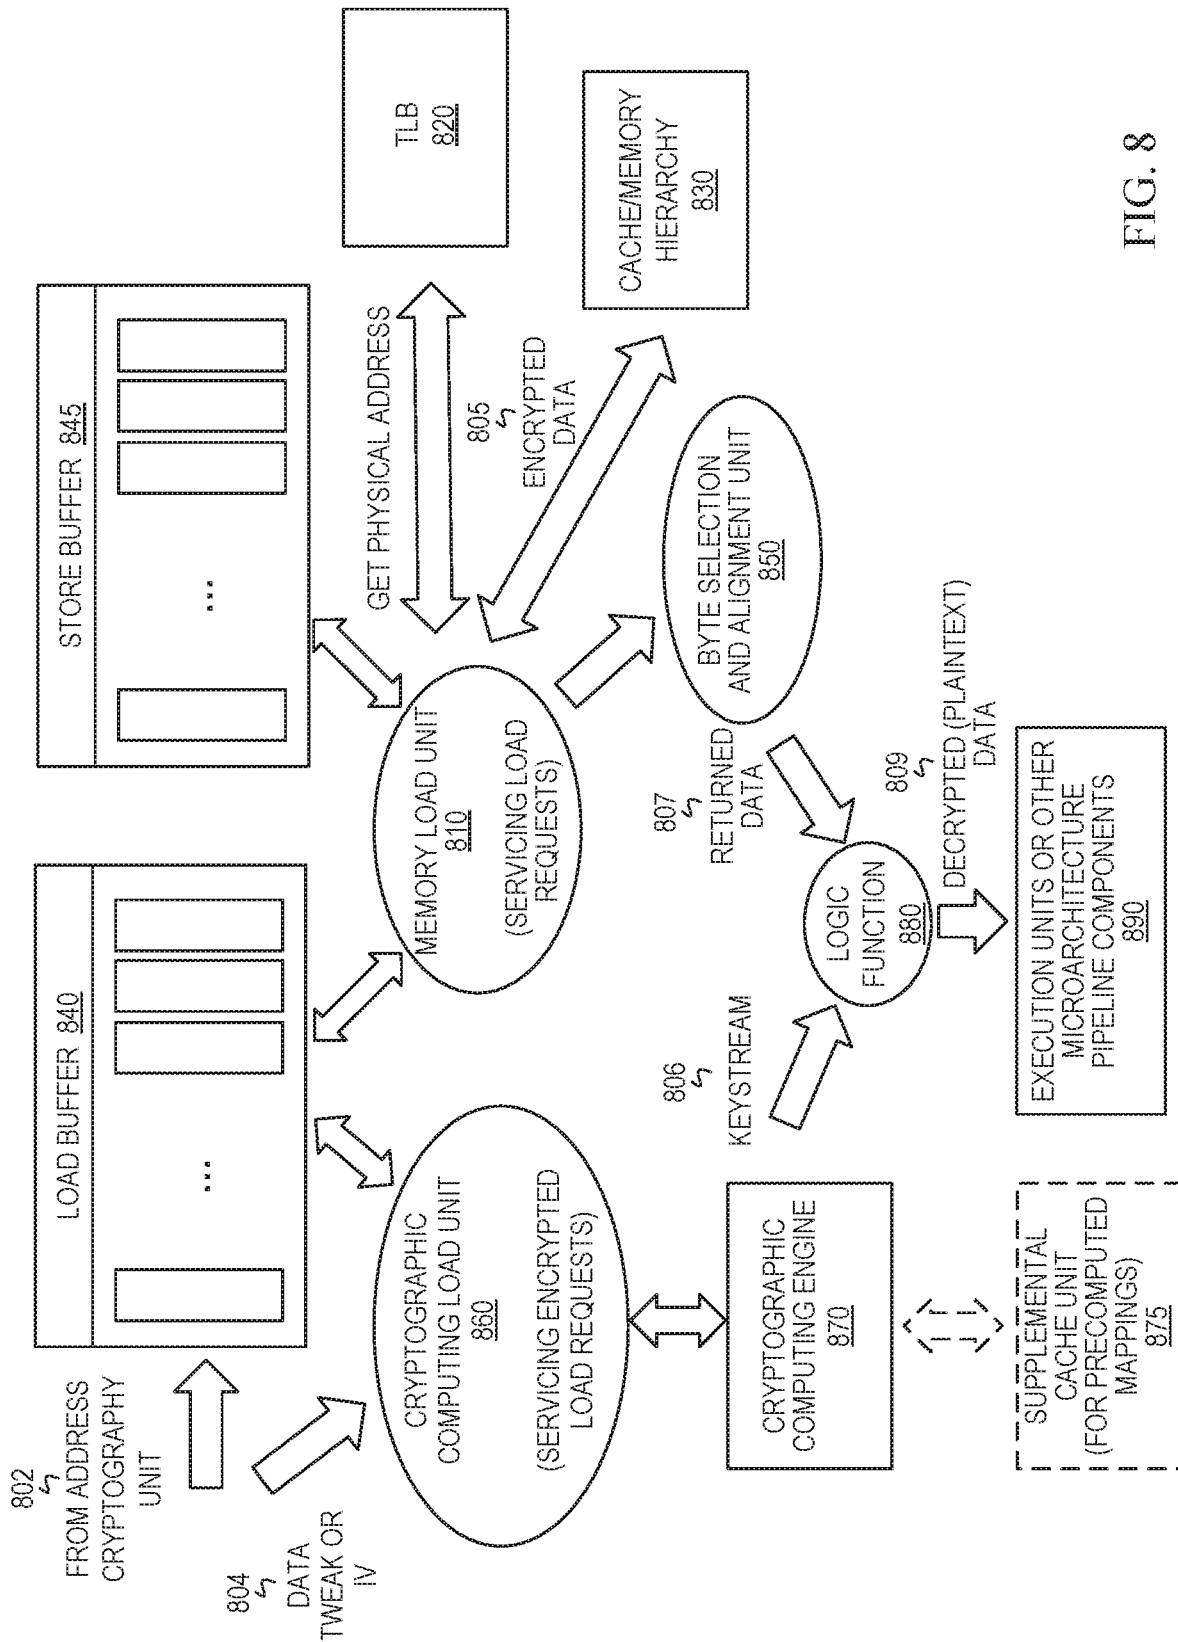 802
FROM ADDRESS
CRYPTOGRAPHY
UNIT
804
DATA
TWEAK OR
IV
LOAD BUFFER 840
...
STORE BUFFER 845
...
CRYPTOGRAPHIC
COMPUTING LOAD UNIT
860
(SERVICING ENCRYPTED
LOAD REQUESTS)
MEMORY LOAD UNIT
810
(SERVICING LOAD
REQUESTS)
GET PHYSICAL ADDRESS
TLB
820
805
ENCRYPTED
DATA
CACHE/MEMORY
HIERARCHY
830
BYTE SELECTION
AND ALIGNMENT UNIT
850
CRYPTOGRAPHIC
COMPUTING ENGINE
870
806
KEYSTREAM
807
RETURNED
DATA
LOGIC
FUNCTION
880
809
DECRYPTED (PLAINTEXT)
DATA
SUPPLEMENTAL
CACHE UNIT
(FOR PRECOMPUTED
MAPPINGS)
875
EXECUTION UNITS OR OTHER
MICROARCHITECTURE
PIPELINE COMPONENTS
890
FIG. 8